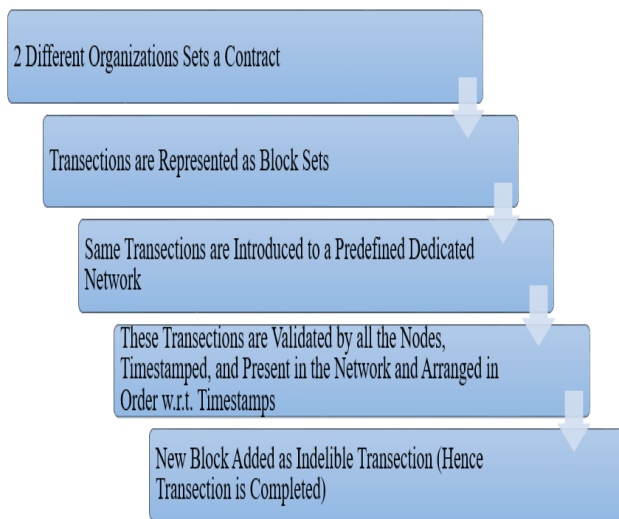 2 Different Organizations Sets a Contract
Transections are Represented as Block Sets
Same Transections are Introduced to a Predefined Dedicated
Network
These Transections are Validated by all the Nodes,
Timestamped, and Present in the Network and Arranged in
Order w.r.t. Timestamps
New Block Added as Indelible Transection (Hence
Transection is Completed)